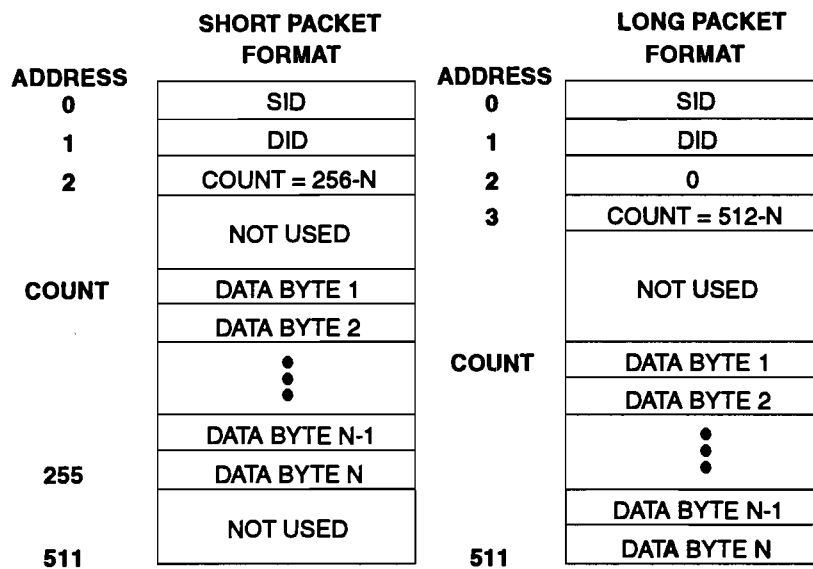 SHORT PACKET
FORMAT
ADDRESS
0 SID
1 DID
2 COUNT = 256-N
NOT USED
COUNT DATA BYTE 1
DATA BYTE 2
DATA BYTE N-1
255 DATA BYTE N
NOT USED
511
LONG PACKET
FORMAT
ADDRESS
0 SID
1 DID
2 0
3 COUNT = 512-N
NOT USED
COUNT DATA BYTE 1
DATA BYTE 2
DATA BYTE N-1
511 DATA BYTE N